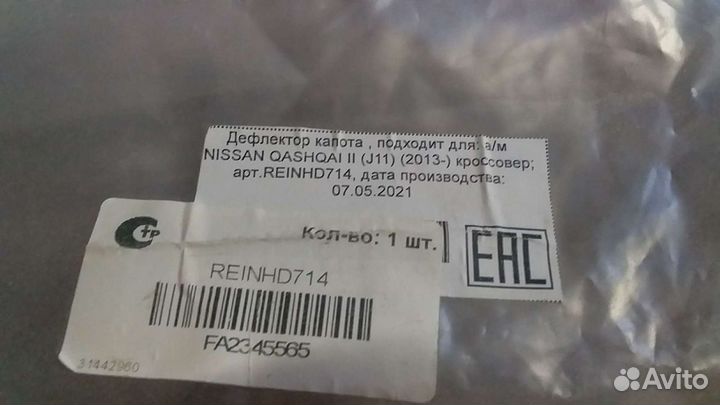 Дефлектор капота , подходит для: а/м
NISSAN QASHQAI II (J11) (2013-) кроссовер;
арт.REINHD714, дата производства:
07.05.2021
Кол-во: 1 шт.
EAC
Стр
REINHD714
FA2345565
31442960
Avito